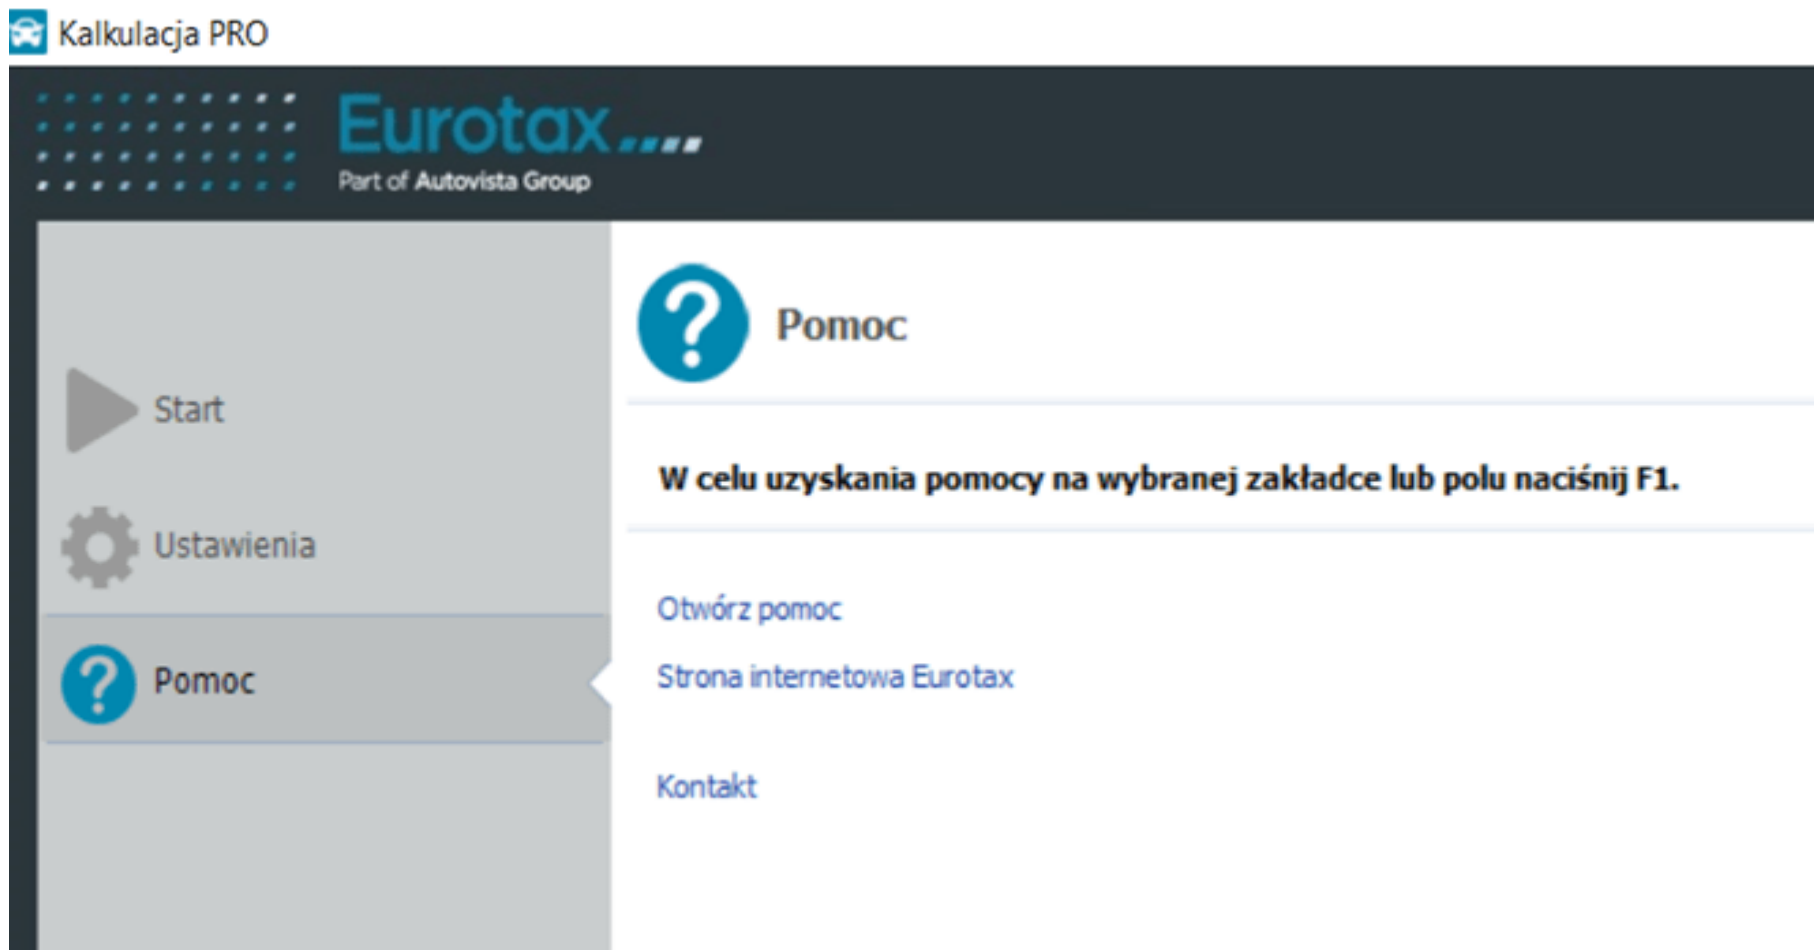 Kalkulacja PRO
Eurotax
Part of Autovista Group
Start
Ustawienia
Pomoc
Pomoc
W celu uzyskania pomocy na wybranej zakładce lub polu naciśnij F1.
Otwórz pomoc
Strona internetowa Eurotax
Kontakt